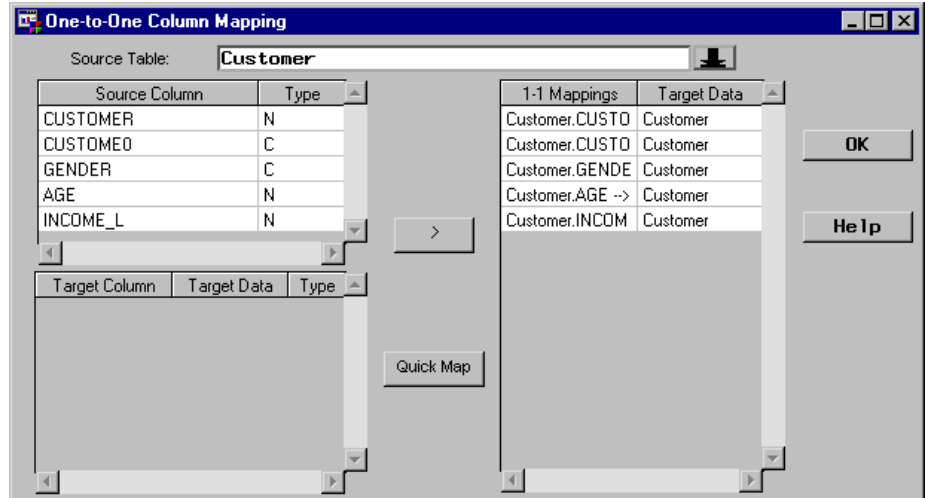 One-to-One Column Mapping
Source Table: Customer
Source Column Type
CUSTOMER N
CUSTOME0 C
GENDER C
AGE N
INCOME_L N
>
Target Column Target Data Type
Quick Map
1-1 Mappings Target Data
Customer.CUSTO Customer
Customer.CUSTO Customer
Customer.GENDE Customer
Customer.AGE --> Customer
Customer.INCOM Customer
OK
Help